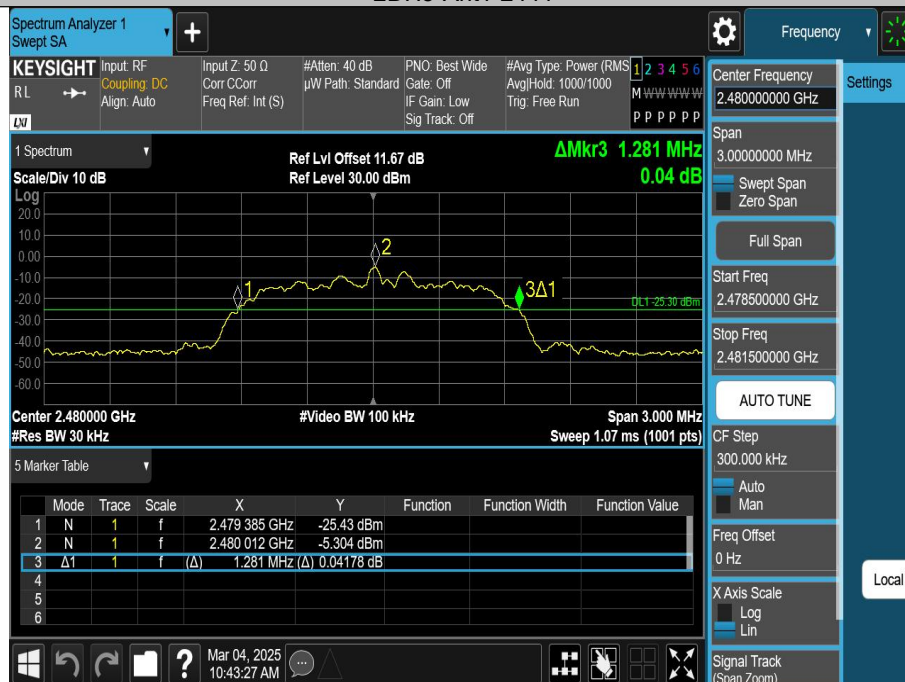 Spectrum Analyzer 1
Swept SA
+
Frequency
KEYSIGHT
RL
LXI
Input: RF
Coupling: DC
Align: Auto
Input Z: 50 Ω
Corr CCorr
Freq Ref: Int (S)
#Atten: 40 dB
µW Path: Standard
PNO: Best Wide
Gate: Off
IF Gain: Low
Sig Track: Off
#Avg Type: Power (RMS
Avg|Hold: 1000/1000
Trig: Free Run
1 2 3 4 5 6
M W W W W W
P P P P P P
1 Spectrum
Scale/Div 10 dB
Log
Ref Lvl Offset 11.67 dB
Ref Level 30.00 dBm
ΔMkr3 1.281 MHz
0.04 dB
20.0
10.0
0.00
-10.0
-20.0
-30.0
-40.0
-50.0
-60.0
1
2
3Δ1
DL1 -25.30 dBm
Center 2.480000 GHz
#Res BW 30 kHz
#Video BW 100 kHz
Span 3.000 MHz
Sweep 1.07 ms (1001 pts)
5 Marker Table
Mode Trace Scale X Y Function Function Width Function Value
1 N 1 f 2.479 385 GHz -25.43 dBm
2 N 1 f 2.480 012 GHz -5.304 dBm
3 Δ1 1 f (Δ) 1.281 MHz (Δ) 0.04178 dB
4
5
6
?
Mar 04, 2025
10:43:27 AM
Center Frequency
2.480000000 GHz
Settings
Span
3.00000000 MHz
Swept Span
Zero Span
Full Span
Start Freq
2.478500000 GHz
Stop Freq
2.481500000 GHz
AUTO TUNE
CF Step
300.000 kHz
Auto
Man
Freq Offset
0 Hz
Local
X Axis Scale
Log
Lin
Signal Track
(Span Zoom)